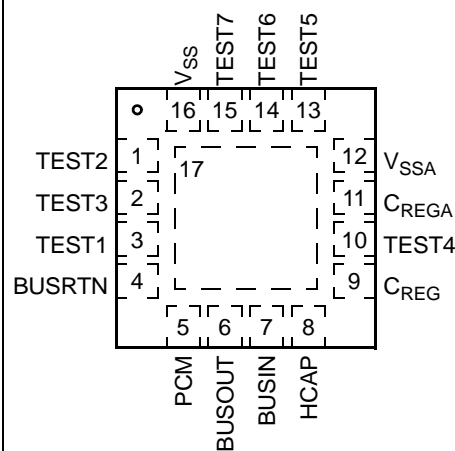 VSS
TEST7
TEST6
TEST5
16
15
14
13
TEST2
1
17
12
VSSA
TEST3
2
11
CREGA
TEST1
3
10
TEST4
BUSRTN
4
9
CREG
5
6
7
8
PCM
BUSOUT
BUSIN
HCAP